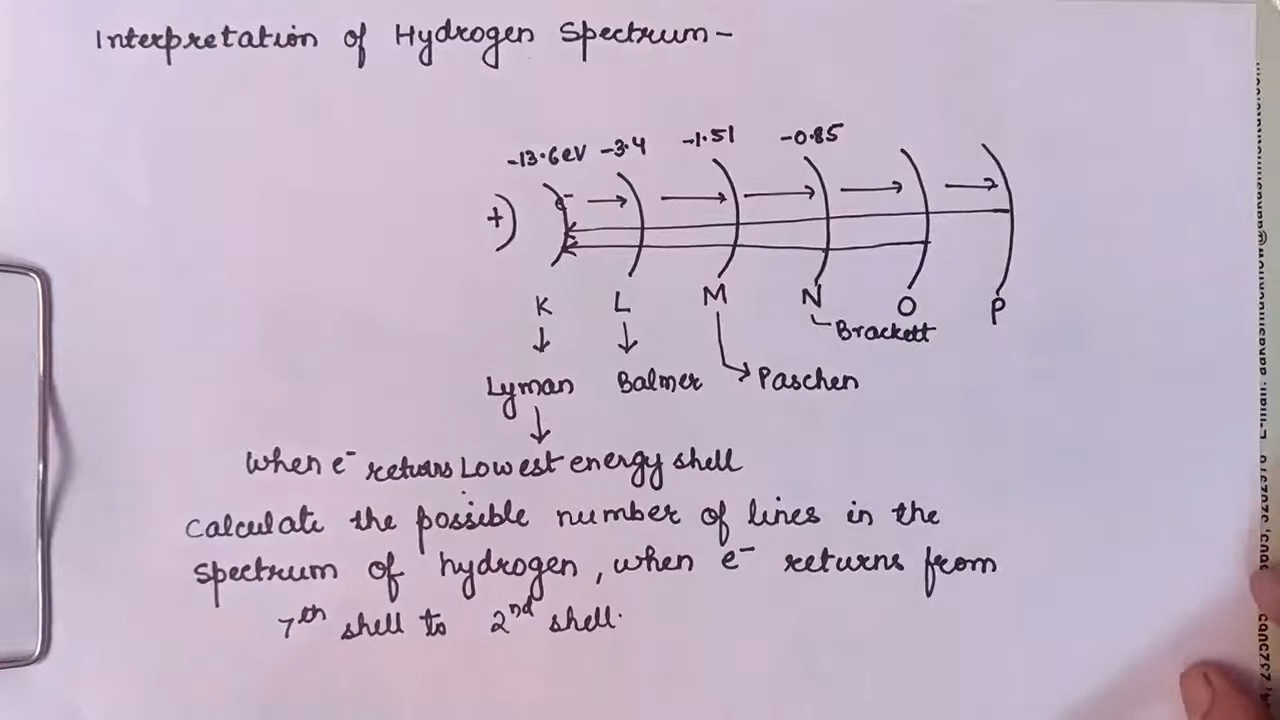 Interpretation of Hydrogen Spectrum-
-13.6eV -3.4 -1.51 -0.85
+ e-
K L M N O P
Brackett
Lyman Balmer Paschen
When e- returns Lowest energy shell
Calculate the possible number of lines in the
spectrum of hydrogen, when e- returns from
7th shell to 2nd shell.